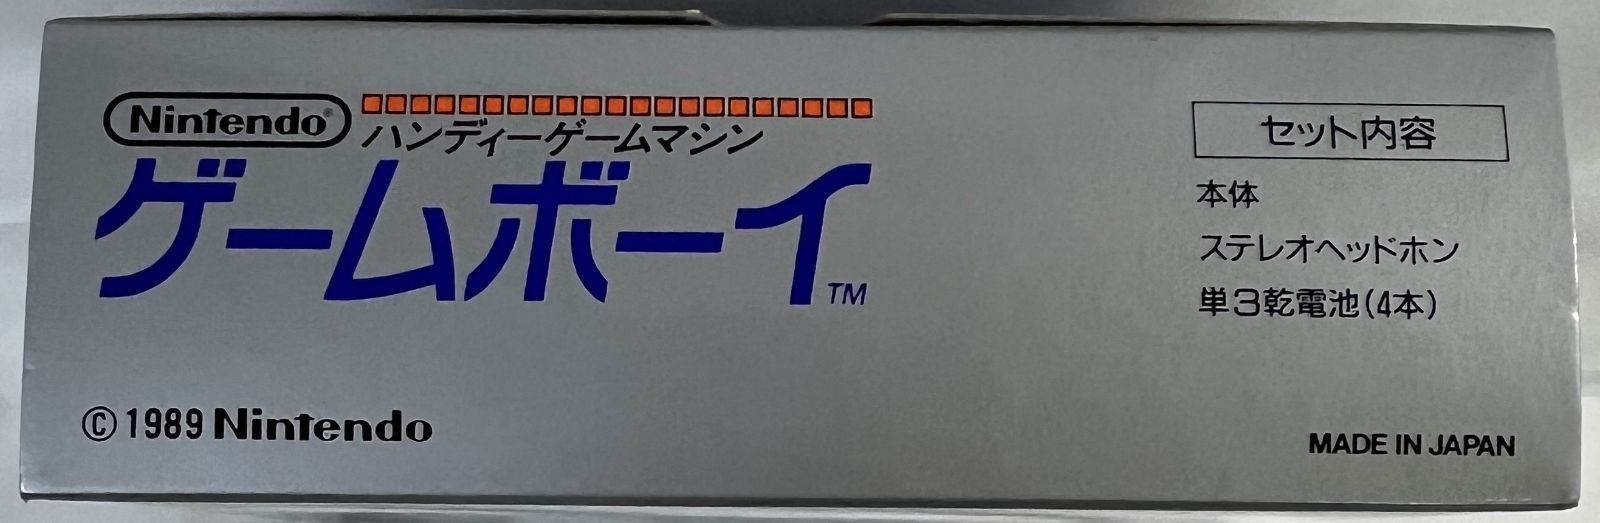 Nintendo®
ハンディーゲームマシン
ゲームボーイ™
©1989 Nintendo
セット内容
本体
ステレオヘッドホン
単3乾電池(4本)
MADE IN JAPAN